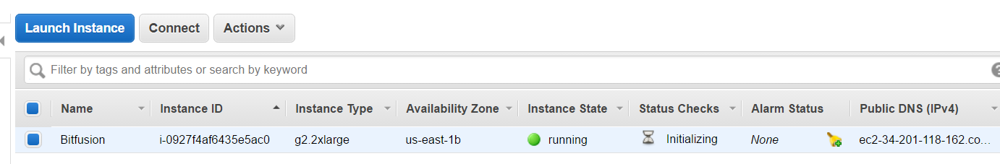 Launch Instance Connect Actions
Filter by tags and attributes or search by keyword
Name Instance ID Instance Type Availability Zone Instance State Status Checks Alarm Status Public DNS (IPv4)
Bitfusion i-0927f4af6435e5ac0 g2.2xlarge us-east-1b running Initializing None ec2-34-201-118-162.co...